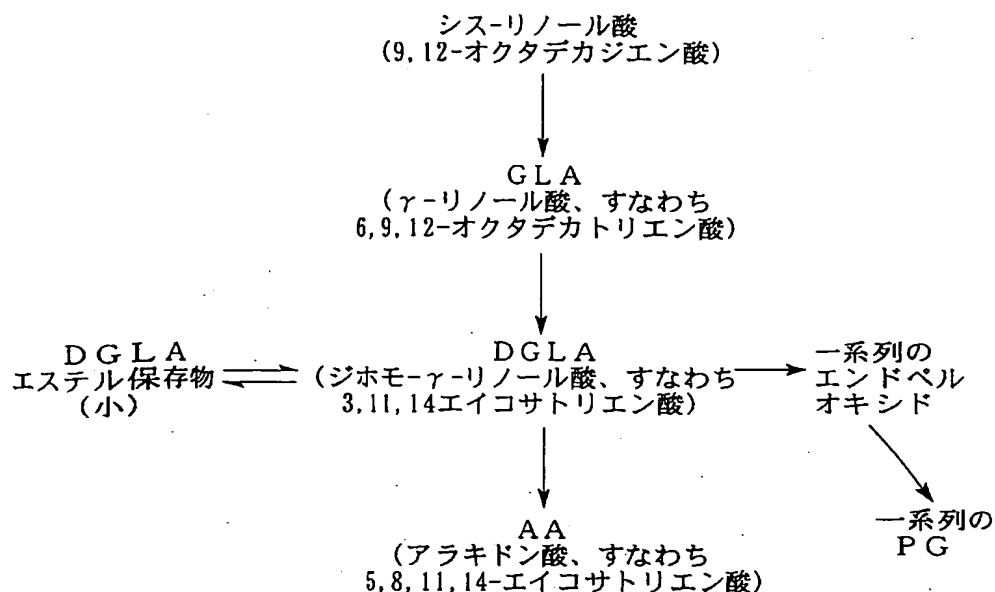 シス-リノール酸
(9,12-オクタデカジエン酸)
GLA
(γ-リノール酸、すなわち
6,9,12-オクタデカトリエン酸)
DGLA
エステル保存物
(小)
DGLA
(ジホモ-γ-リノール酸、すなわち
3,11,14エイコサトリエン酸)
一系列の
エンドペル
オキシド
一系列の
PG
AA
(アラキドン酸、すなわち
5,8,11,14-エイコサトリエン酸)